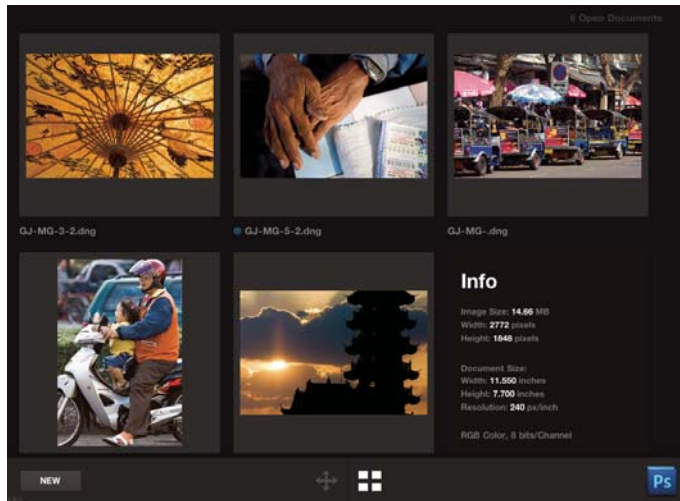 6 Open Documents
GJ-MG-3-2.dng
GJ-MG-5-2.dng
GJ-MG-.dng
Info
Image Size: 14.66 MB
Width: 2772 pixels
Height: 1848 pixels
Document Size:
Width: 11.550 inches
Height: 7.700 inches
Resolution: 240 px/inch
RGB Color, 8 bits/Channel
NEW
Ps